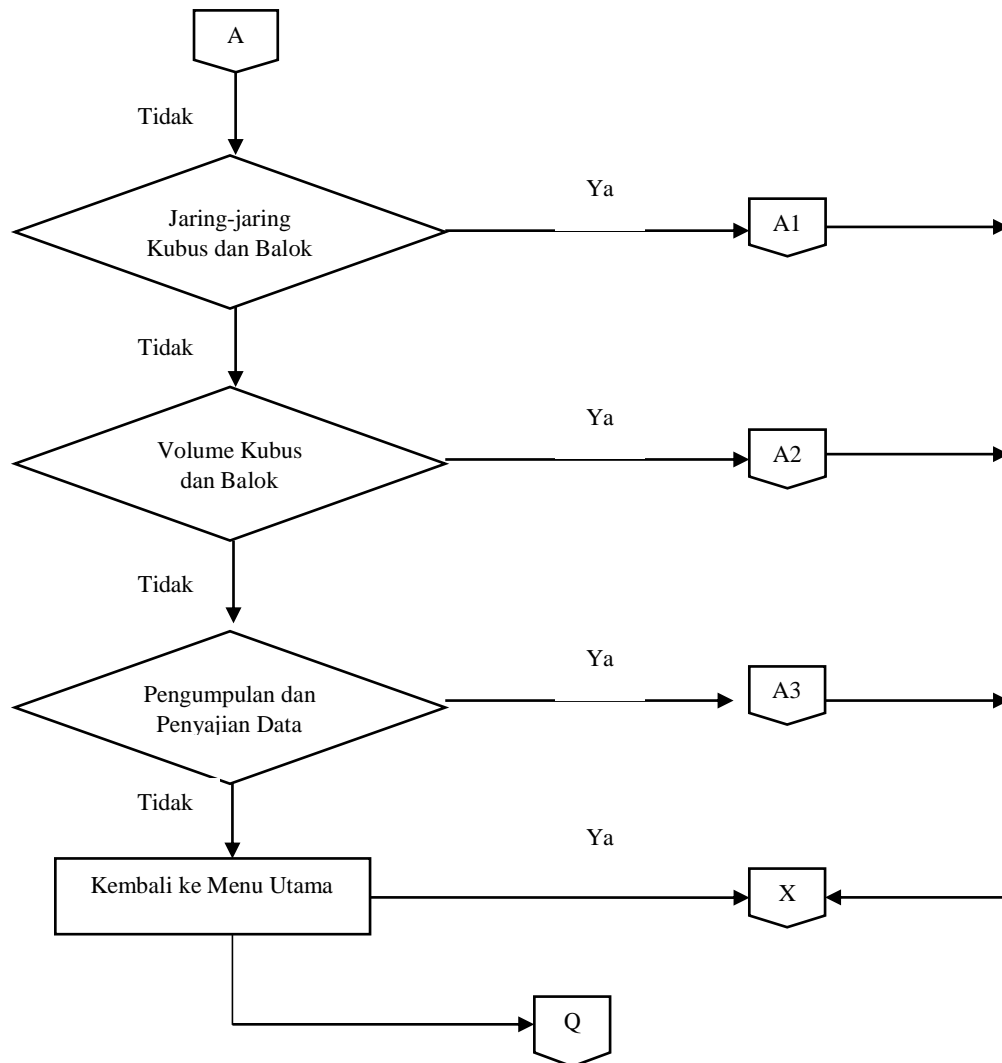 A
Tidak
Ya
Jaring-jaring
Kubus dan Balok
A1
Tidak
Ya
Volume Kubus
dan Balok
A2
Tidak
Ya
Pengumpulan dan
Penyajian Data
A3
Tidak
Ya
Kembali ke Menu Utama
X
Q